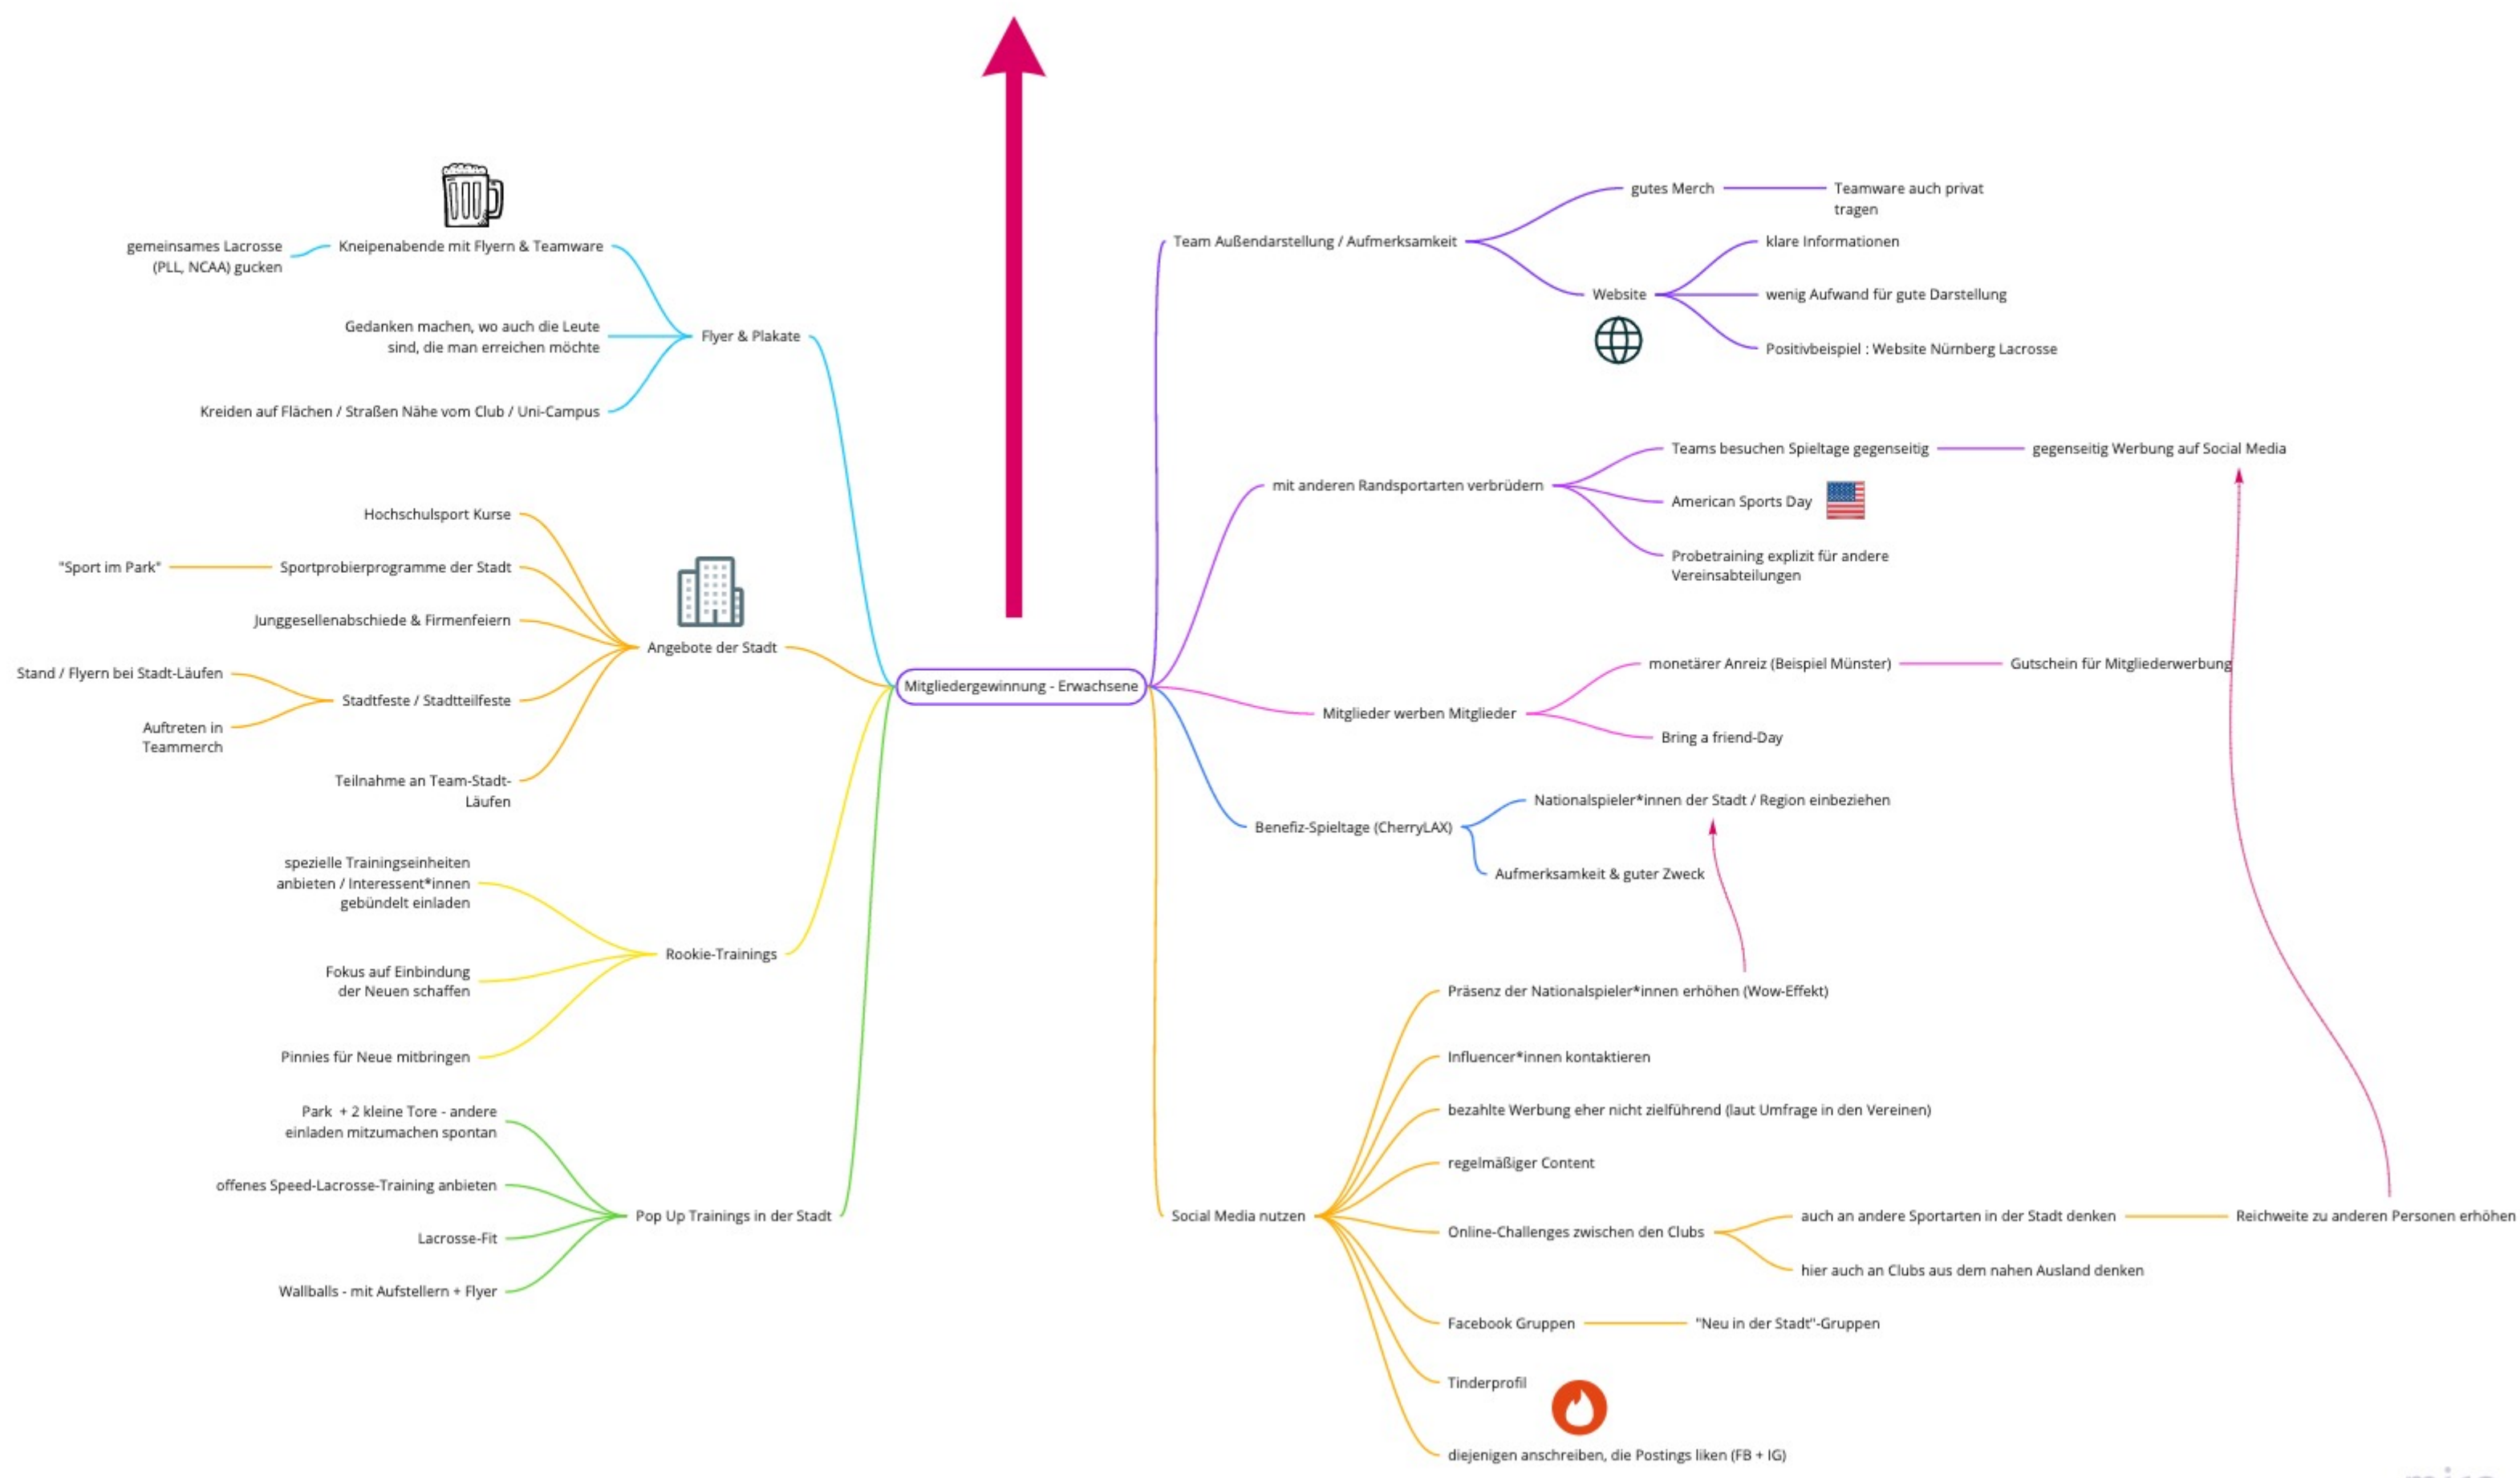 Mitgliedergewinnung - Erwachsene
Flyer & Plakate
Kneipenabende mit Flyern & Teamware
gemeinsames Lacrosse
(PLL, NCAA) gucken
Gedanken machen, wo auch die Leute
sind, die man erreichen möchte
Kreiden auf Flächen / Straßen Nähe vom Club / Uni-Campus
Angebote der Stadt
Hochschulsport Kurse
Sportprobierprogramme der Stadt
"Sport im Park"
Junggesellenabschiede & Firmenfeiern
Stadtfeste / Stadtteilfeste
Stand / Flyern bei Stadt-Läufen
Auftreten in
Teammerch
Teilnahme an Team-Stadt-
Läufen
Rookie-Trainings
spezielle Trainingseinheiten
anbieten / Interessent*innen
gebündelt einladen
Fokus auf Einbindung
der Neuen schaffen
Pinnies für Neue mitbringen
Pop Up Trainings in der Stadt
Park + 2 kleine Tore - andere
einladen mitzumachen spontan
offenes Speed-Lacrosse-Training anbieten
Lacrosse-Fit
Wallballs - mit Aufstellern + Flyer
Team Außendarstellung / Aufmerksamkeit
gutes Merch
Teamware auch privat
tragen
Website
klare Informationen
wenig Aufwand für gute Darstellung
Positivbeispiel : Website Nürnberg Lacrosse
mit anderen Randsportarten verbrüdern
Teams besuchen Spieltage gegenseitig
gegenseitig Werbung auf Social Media
American Sports Day
Probetraining explizit für andere
Vereinsabteilungen
Mitglieder werben Mitglieder
monetärer Anreiz (Beispiel Münster)
Gutschein für Mitgliederwerbung
Bring a friend-Day
Benefiz-Spieltage (CherryLAX)
Nationalspieler*innen der Stadt / Region einbeziehen
Aufmerksamkeit & guter Zweck
Social Media nutzen
Präsenz der Nationalspieler*innen erhöhen (Wow-Effekt)
Influencer*innen kontaktieren
bezahlte Werbung eher nicht zielführend (laut Umfrage in den Vereinen)
regelmäßiger Content
Online-Challenges zwischen den Clubs
auch an andere Sportarten in der Stadt denken
Reichweite zu anderen Personen erhöhen
hier auch an Clubs aus dem nahen Ausland denken
Facebook Gruppen
"Neu in der Stadt"-Gruppen
Tinderprofil
diejenigen anschreiben, die Postings liken (FB + IG)